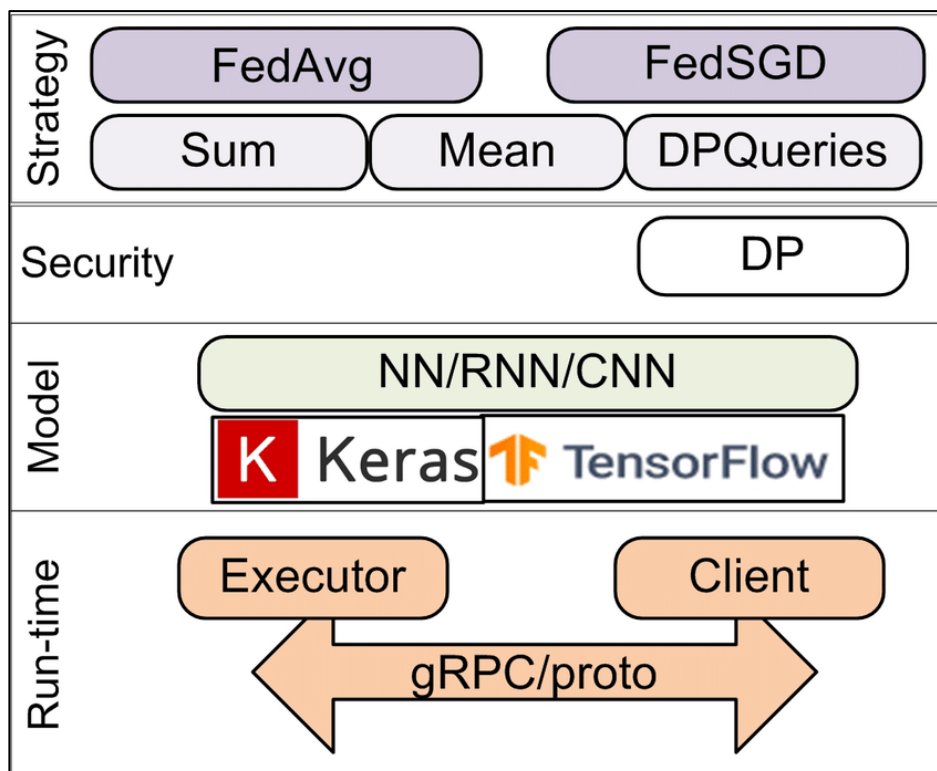 Strategy
FedAvg
FedSGD
Sum
Mean
DPQueries
Security
DP
Model
NN/RNN/CNN
K Keras
TF TensorFlow
Run-time
Executor
Client
gRPC/proto